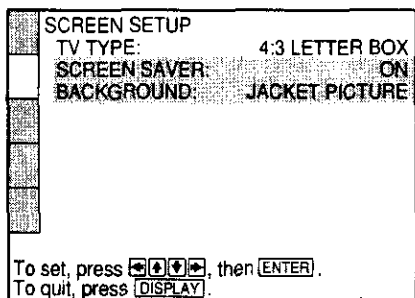 SCREEN SETUP
TV TYPE: 4:3 LETTER BOX
SCREEN SAVER: ON
BACKGROUND: JACKET PICTURE
To set, press ←↑↓→, then ENTER.
To quit, press DISPLAY.